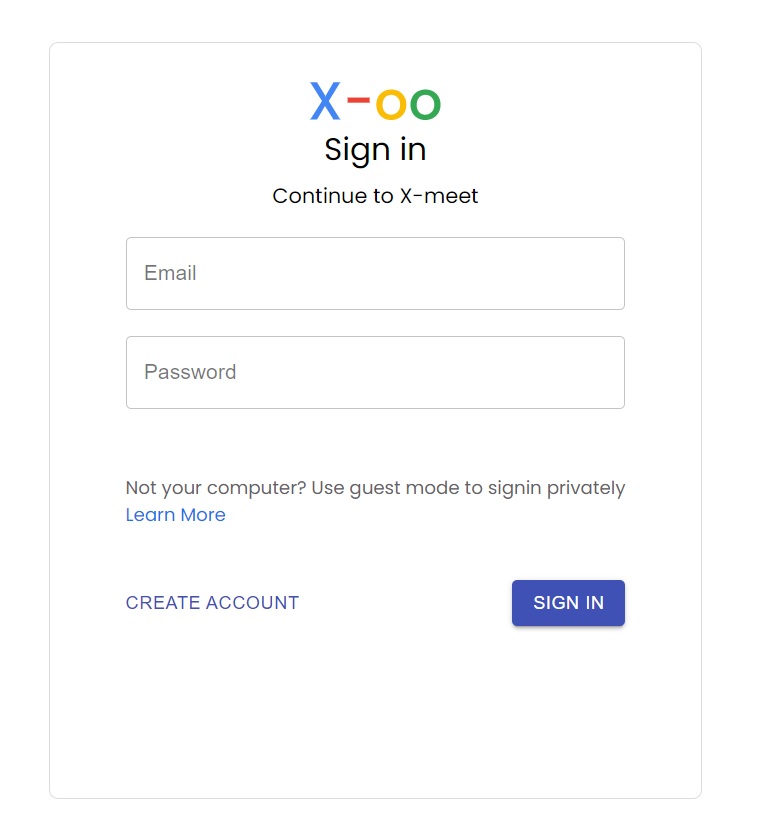 X-oo
Sign in
Continue to X-meet
Email
Password
Not your computer? Use guest mode to signin privately
Learn More
CREATE ACCOUNT
SIGN IN